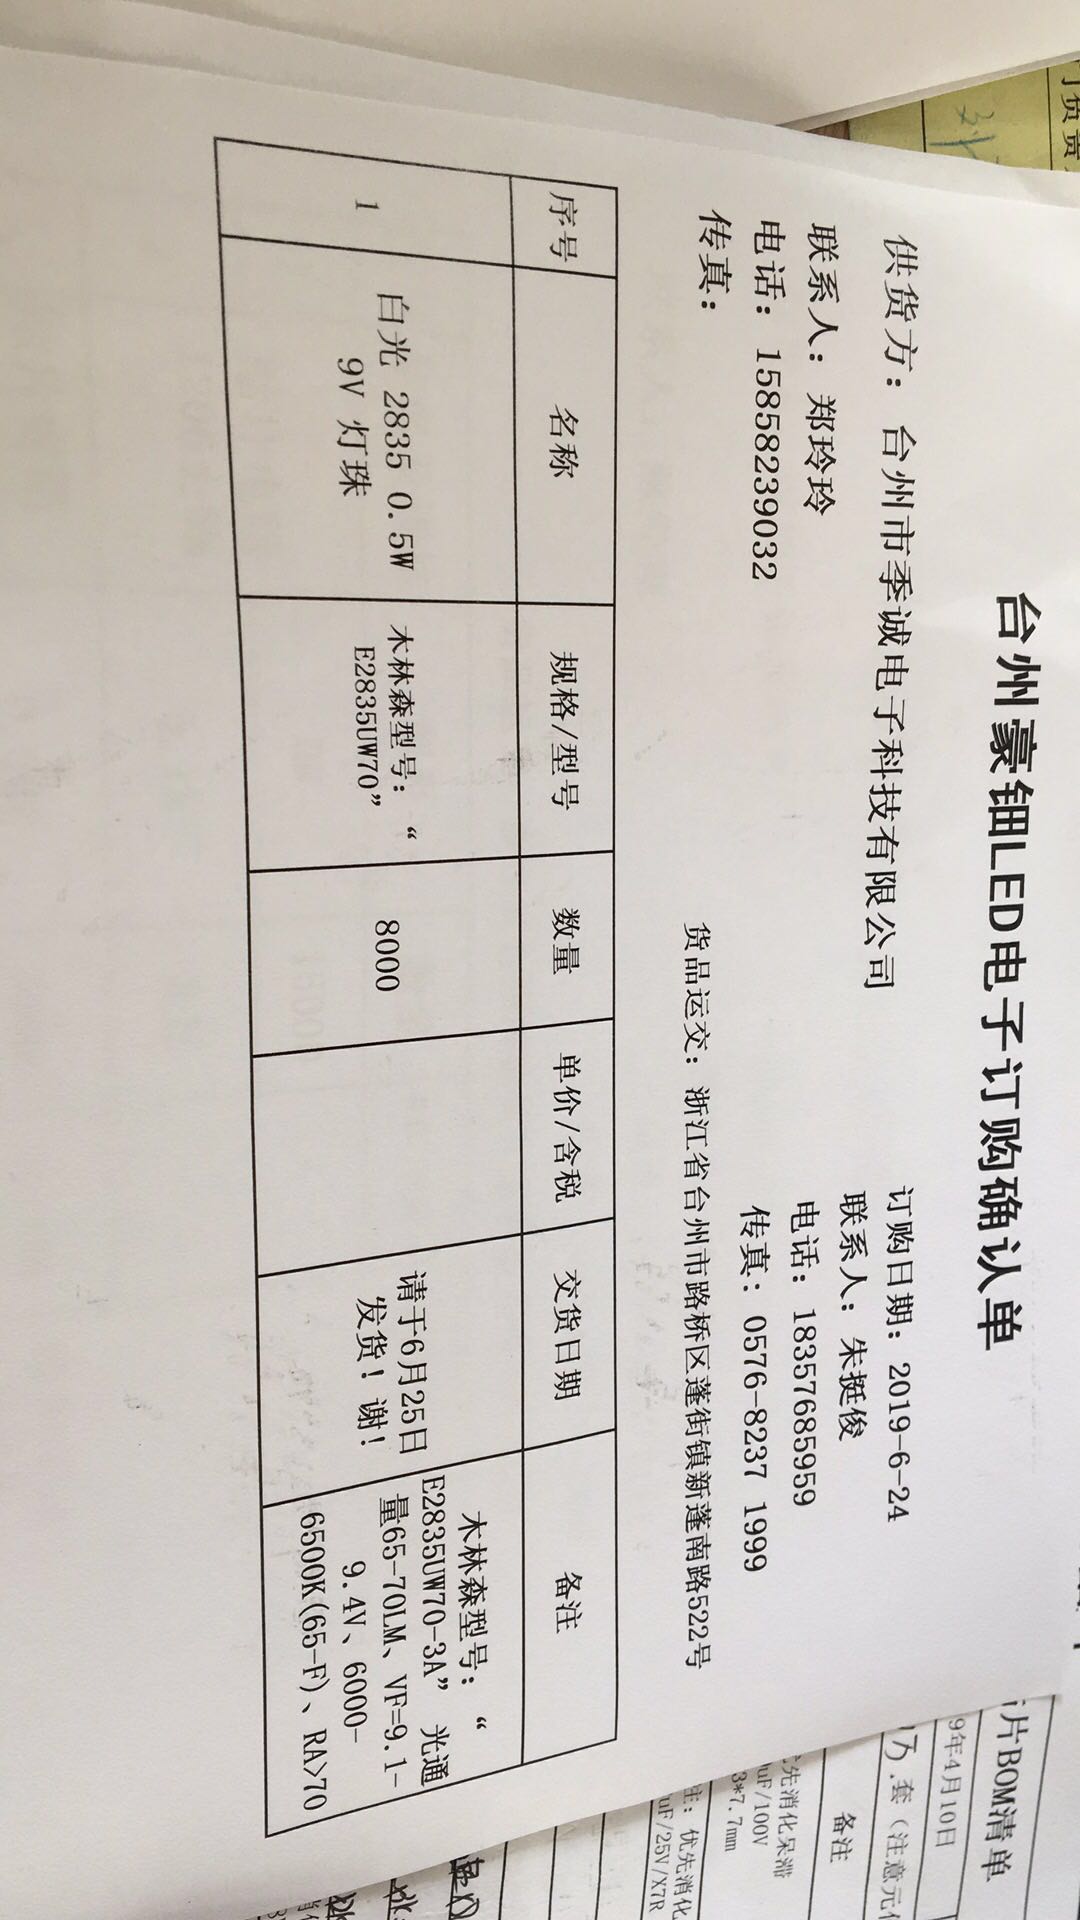 台州豪钿LED电子订购确认单
供货方：台州市季诚电子科技有限公司
订购日期：2019-6-24
联系人：郑玲玲
联系人：朱挺俊
电话：15858239032
电话：18357685959
传真：
传真：0576-8237 1999
货品运交：浙江省台州市路桥区蓬街镇新蓬南路522号
序号 名称 规格/型号 数量 单价/含税 交货日期 备注
1
白光 2835 0.5W
9V 灯珠
木林森型号：“
E2835UW70”
8000
请于6月25日
发货！谢！
木林森型号：“
E2835UW70-3A” 光通
量65-70LM、VF=9.1-
9.4V、6000-
6500K(65-F)、RA>70
片BOM清单
9年4月10日
套（注意元
备注
优先消化呆滞
uF/100V
3*7.7mm
注：优先消化
uF/25V/X7R